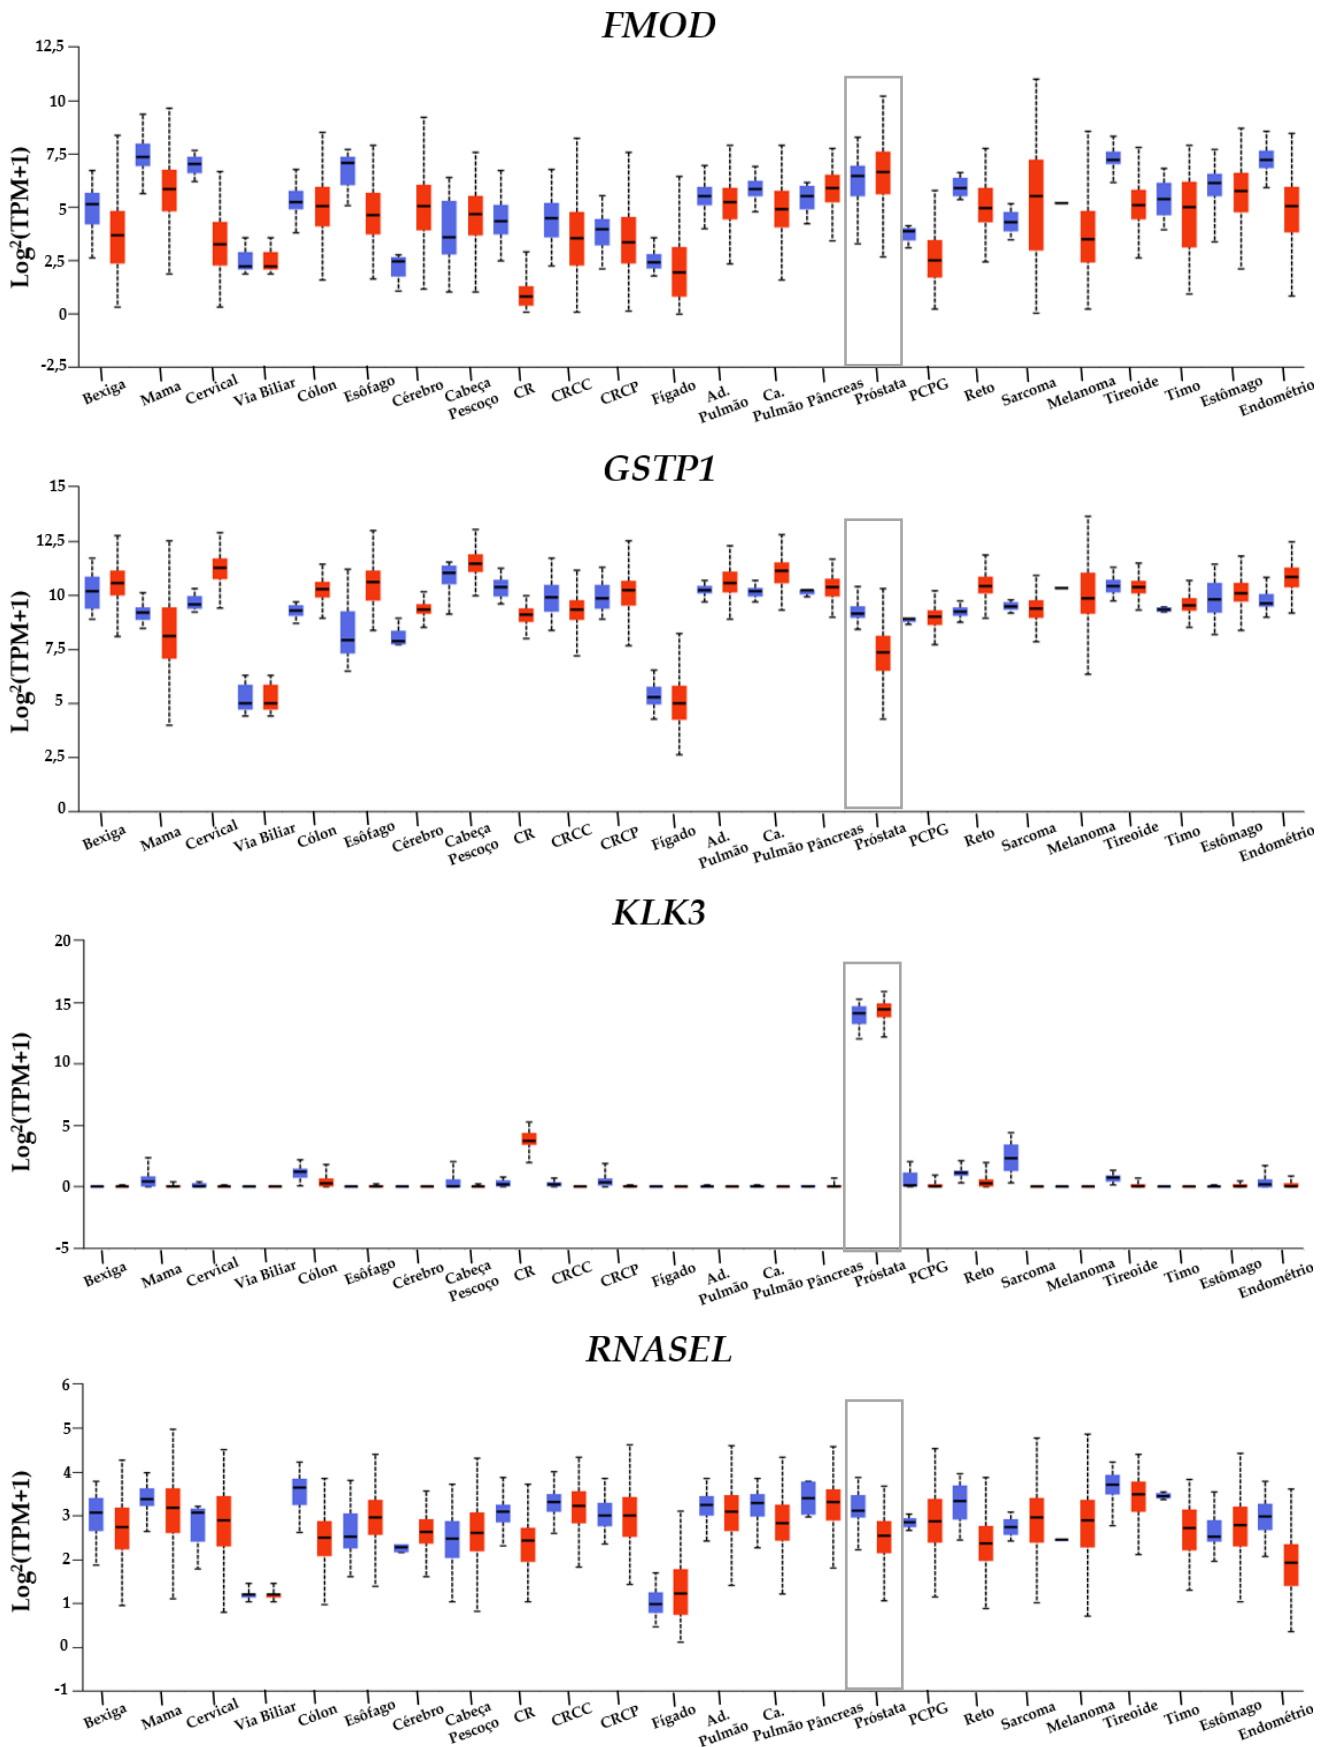 FMOD
Log²(TPM+1)
12,5
10
7,5
5
2,5
0
-2,5
Bexiga
Mama
Cervical
Via Biliar
Cólon
Esôfago
Cérebro
Cabeça
Pescoço
CR
CRCC
CRCP
Fígado
Ad.
Pulmão
Ca.
Pulmão
Pâncreas
Próstata
PCPG
Reto
Sarcoma
Melanoma
Tireoide
Timo
Estômago
Endométrio
GSTP1
Log²(TPM+1)
15
12,5
10
7,5
5
2,5
0
Bexiga
Mama
Cervical
Via Biliar
Cólon
Esôfago
Cérebro
Cabeça
Pescoço
CR
CRCC
CRCP
Fígado
Ad.
Pulmão
Ca.
Pulmão
Pâncreas
Próstata
PCPG
Reto
Sarcoma
Melanoma
Tireoide
Timo
Estômago
Endométrio
KLK3
Log²(TPM+1)
20
15
10
5
0
-5
Bexiga
Mama
Cervical
Via Biliar
Cólon
Esôfago
Cérebro
Cabeça
Pescoço
CR
CRCC
CRCP
Fígado
Ad.
Pulmão
Ca.
Pulmão
Pâncreas
Próstata
PCPG
Reto
Sarcoma
Melanoma
Tireoide
Timo
Estômago
Endométrio
RNASEL
Log²(TPM+1)
6
5
4
3
2
1
0
-1
Bexiga
Mama
Cervical
Via Biliar
Cólon
Esôfago
Cérebro
Cabeça
Pescoço
CR
CRCC
CRCP
Fígado
Ad.
Pulmão
Ca.
Pulmão
Pâncreas
Próstata
PCPG
Reto
Sarcoma
Melanoma
Tireoide
Timo
Estômago
Endométrio